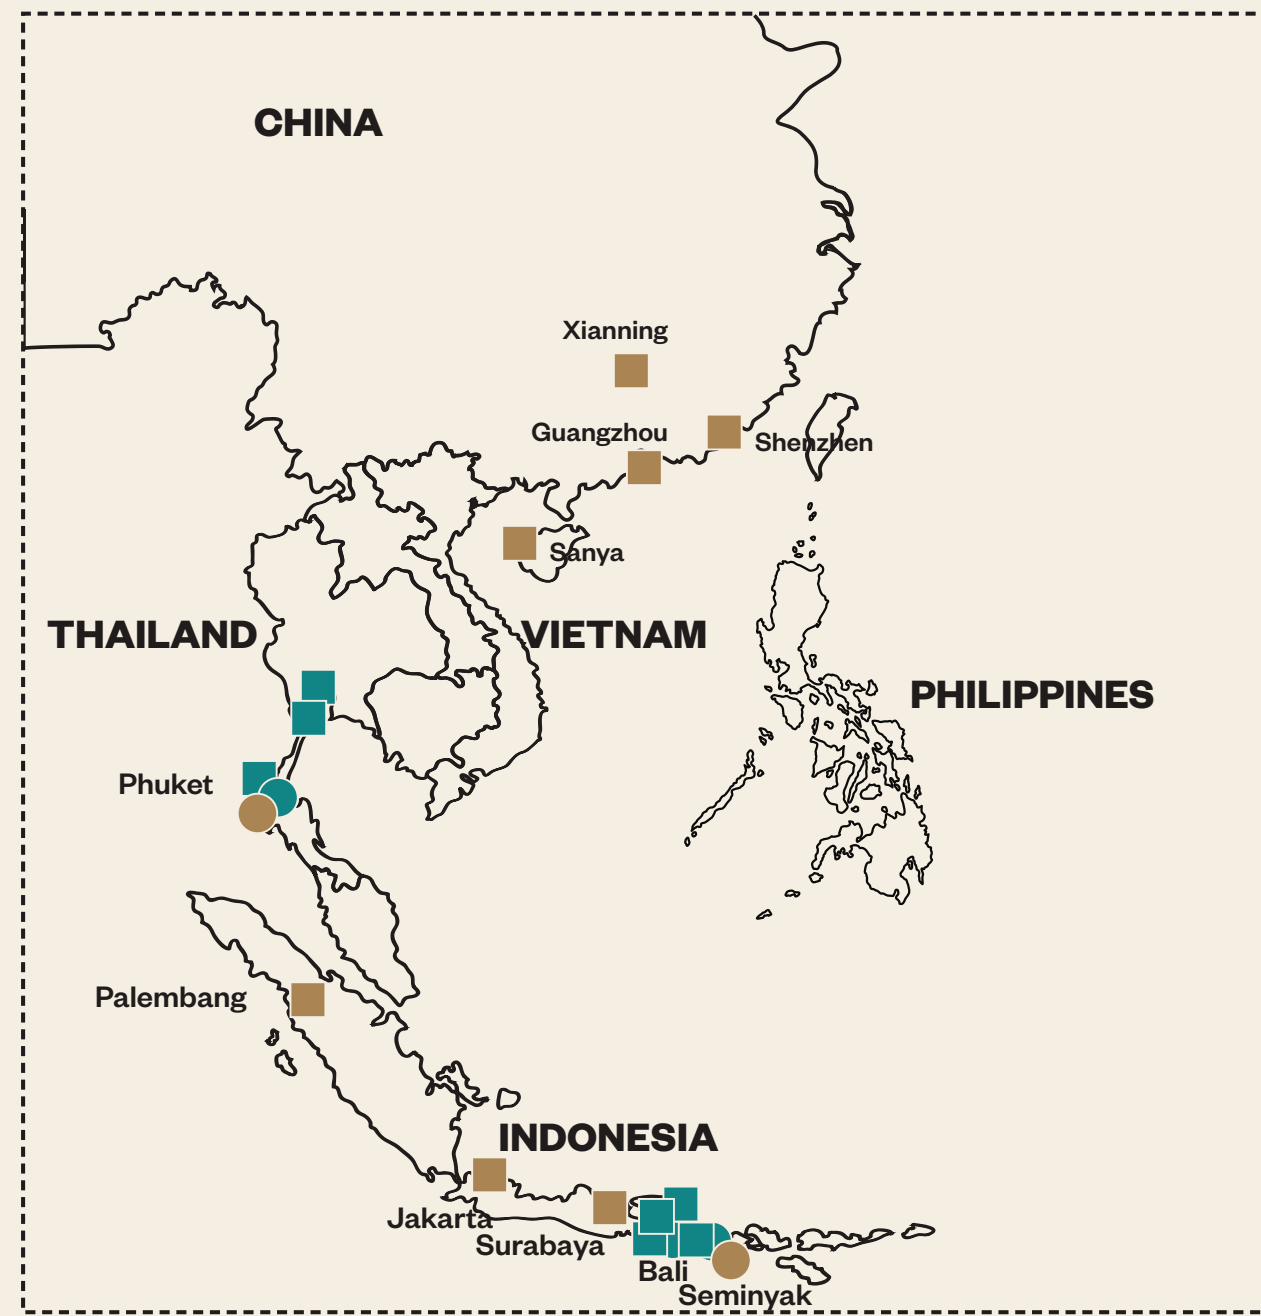 CHINA
Xianning
Guangzhou
Shenzhen
Sanya
THAILAND
VIETNAM
PHILIPPINES
Phuket
Palembang
INDONESIA
Jakarta
Surabaya
Bali
Seminyak